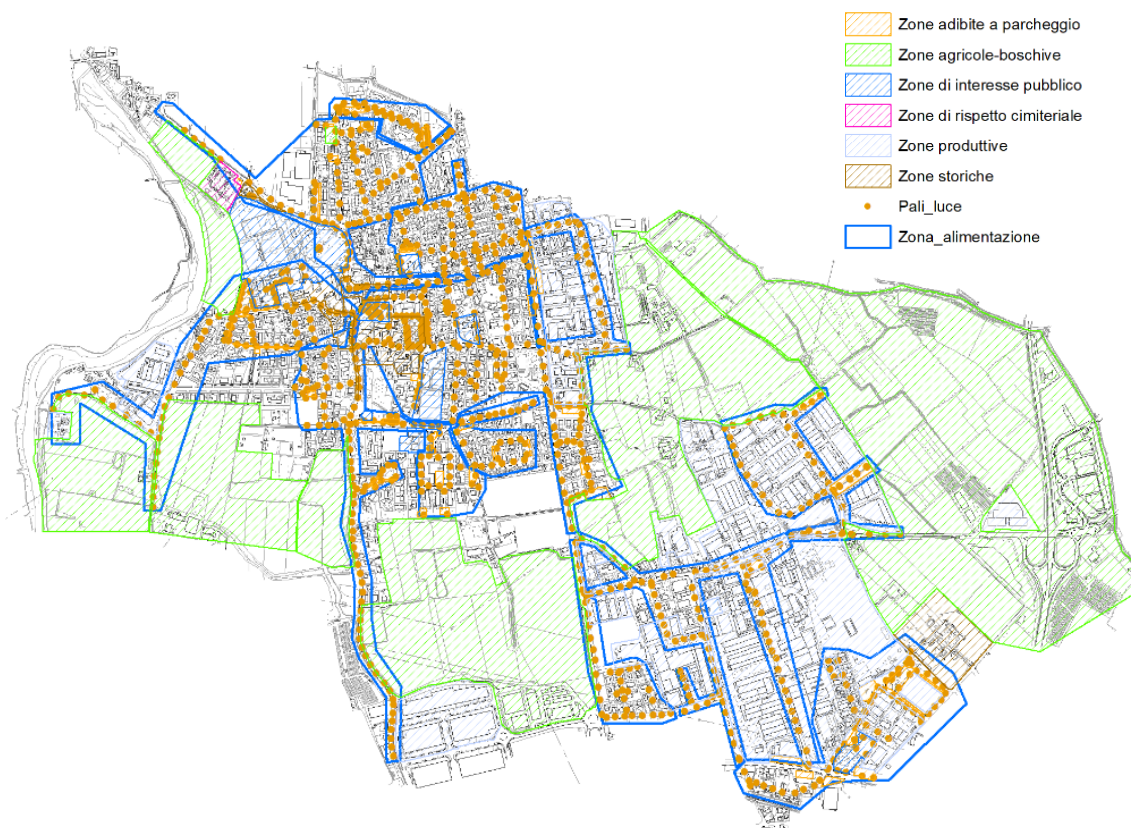 Zone adibite a parcheggio
Zone agricole-boschive
Zone di interesse pubblico
Zone di rispetto cimiteriale
Zone produttive
Zone storiche
Pali_luce
Zona_alimentazione